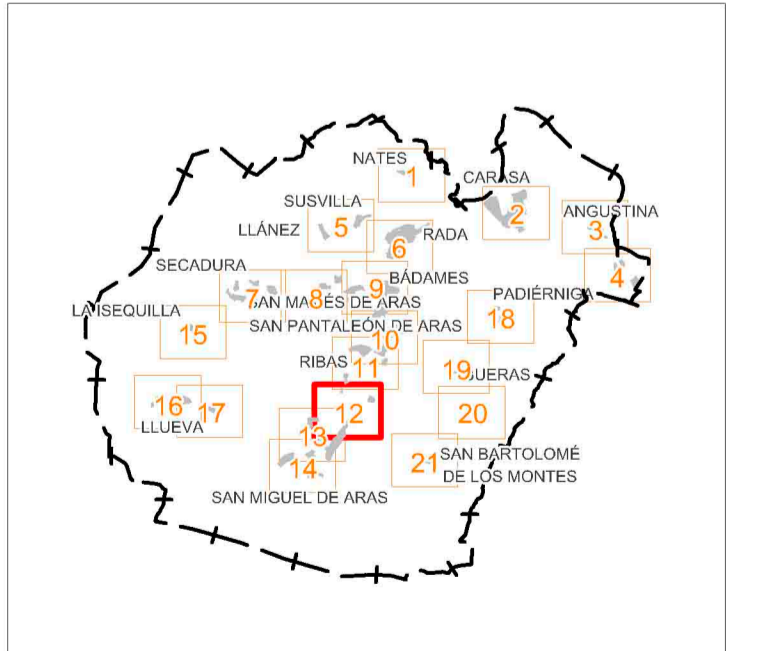 NATES
1
CARASA
2
SUSVILLA
5
ANGUSTINA
3
LLÁNEZ
6
RADA
SECADURA
BÁDAMES
4
7
8
9
PADIÉRNIGA
SAN MAMÉS DE ARAS
LA ISEQUILLA
15
SAN PANTALEÓN DE ARAS
18
10
RIBAS
11
19
BUERAS
16
17
12
20
LLUEVA
13
14
21
SAN BARTOLOMÉ
DE LOS MONTES
SAN MIGUEL DE ARAS